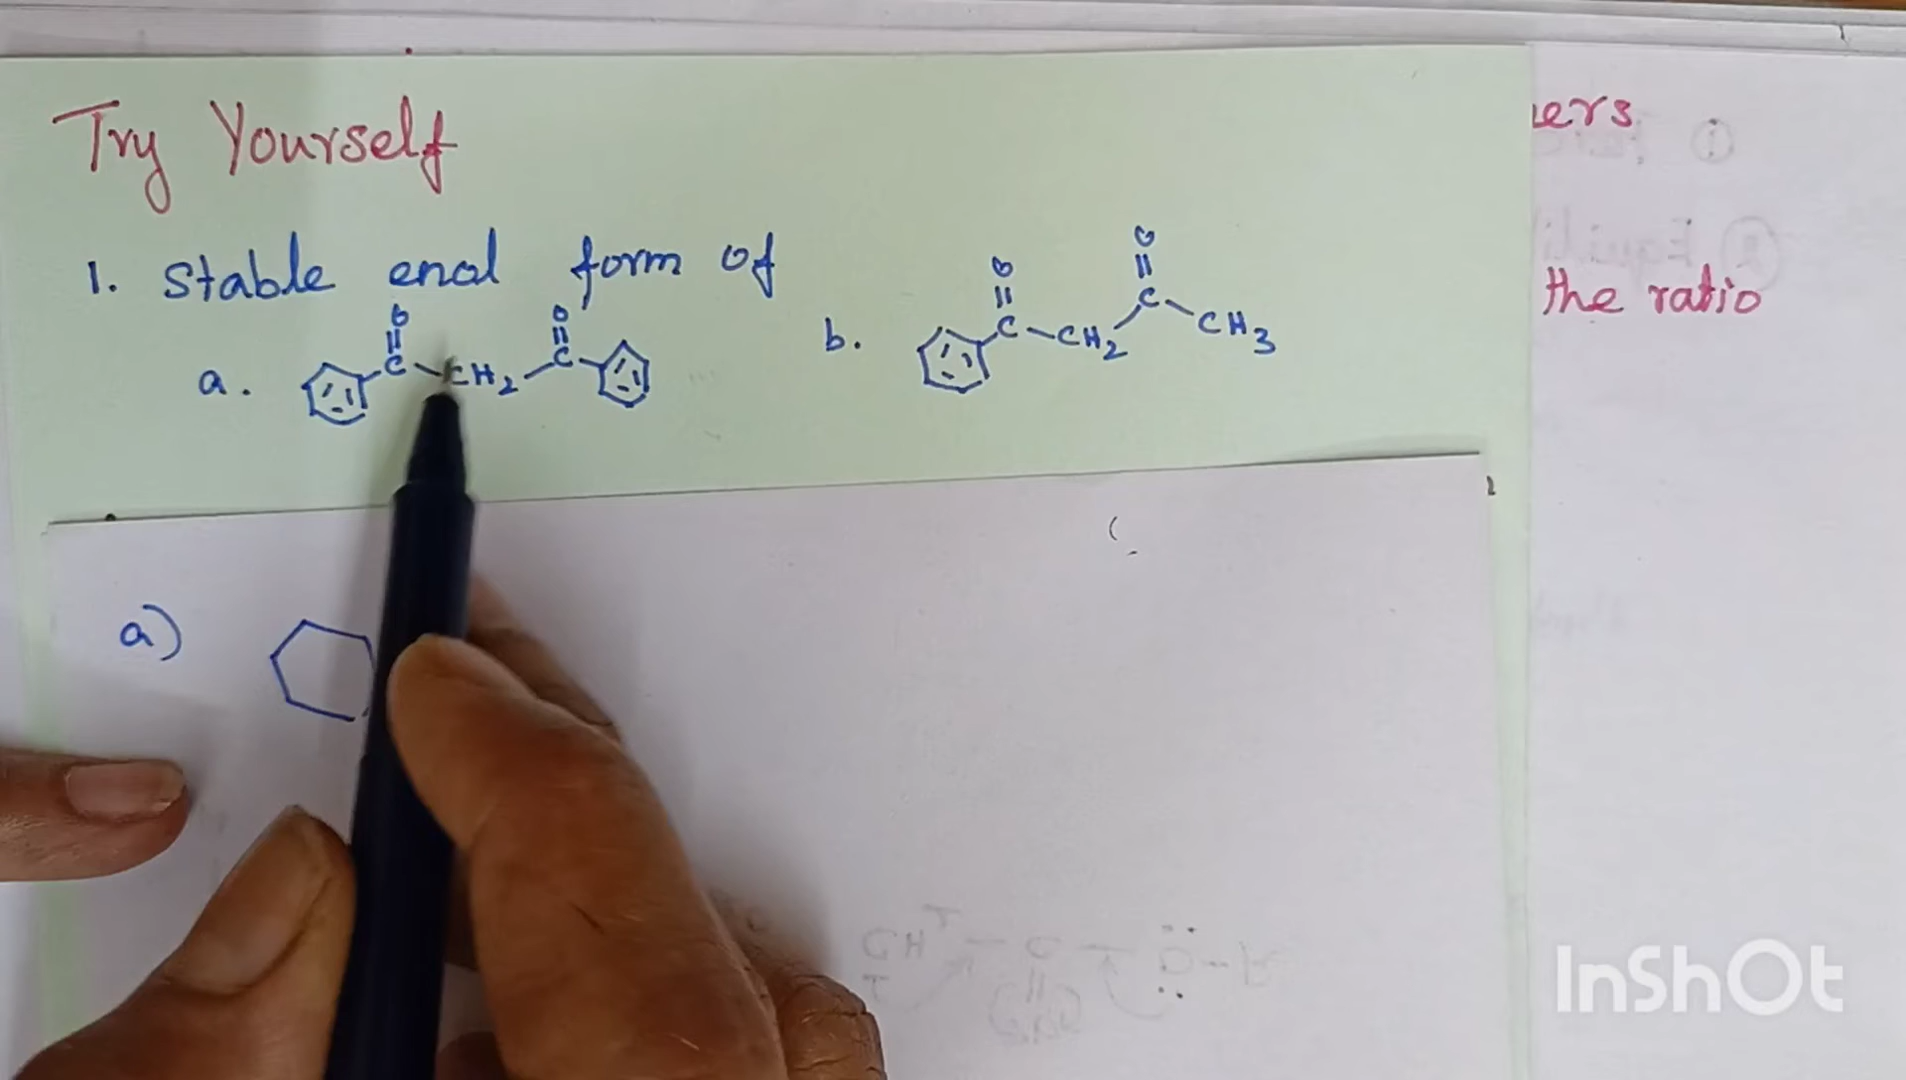 Try Yourself
1. Stable enol form of
a.
O O
C CH2 C
b.
O O
C CH2 C CH3
ers
the ratio
a)
InShOt